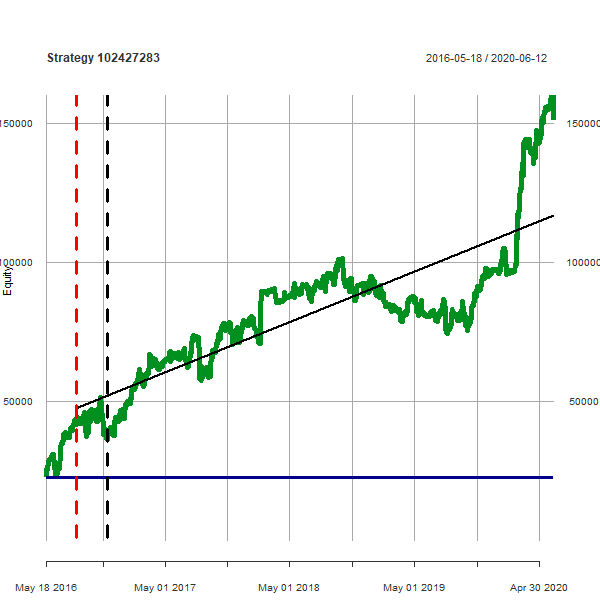 Strategy 102427283
2016-05-18 / 2020-06-12
150000
150000
100000
100000
Equity
50000
50000
May 18 2016
May 01 2017
May 01 2018
May 01 2019
Apr 30 2020